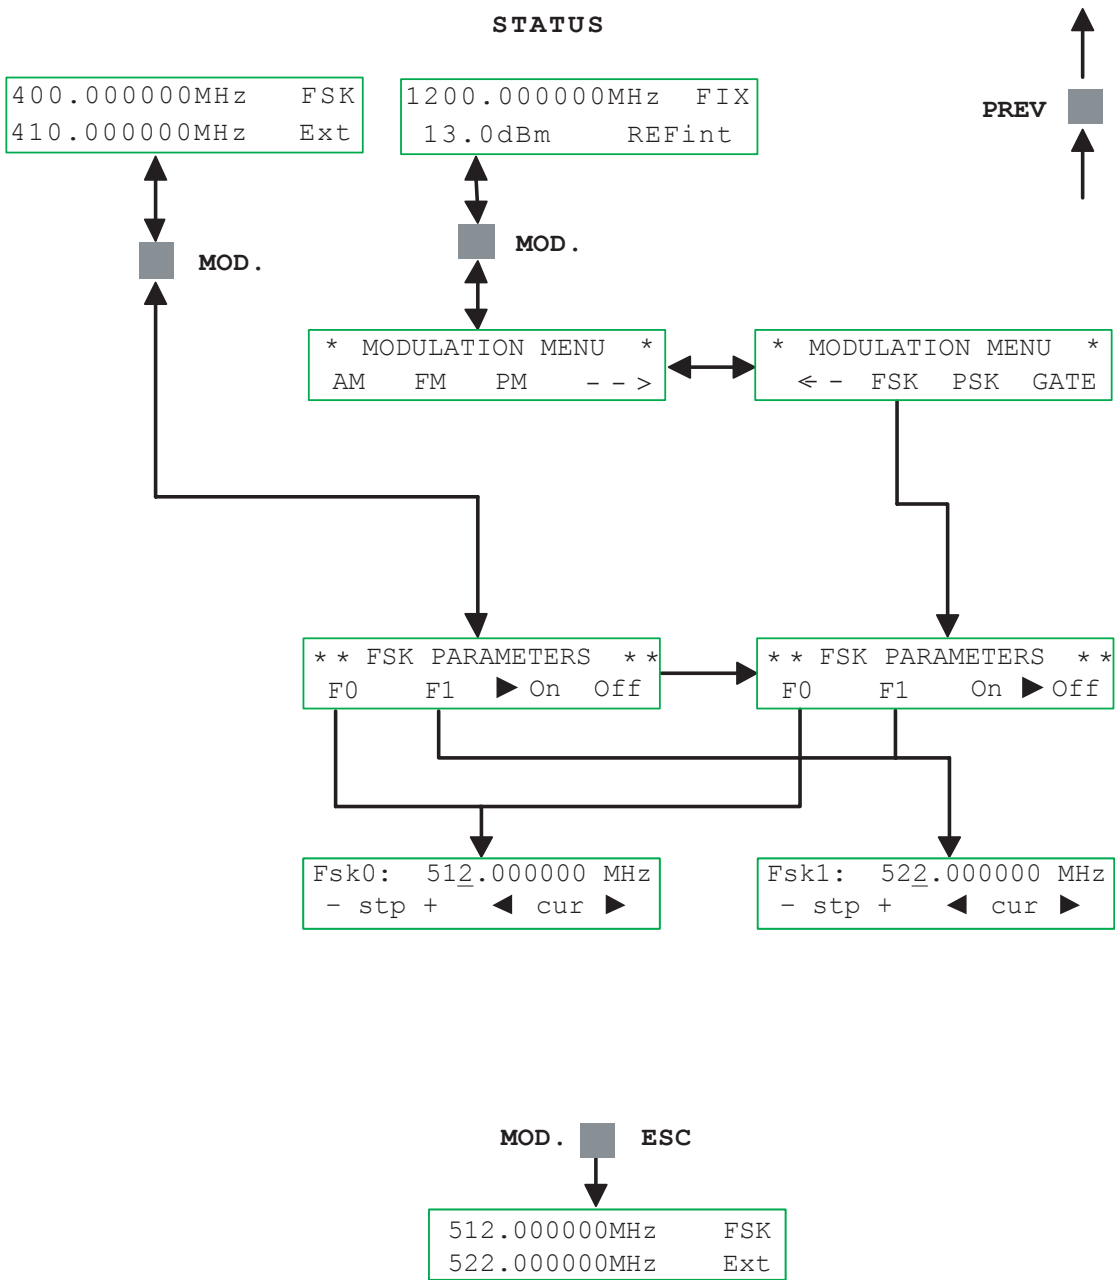 STATUS
400.000000MHz FSK
410.000000MHz Ext
1200.000000MHz FIX
13.0dBm REFint
PREV
MOD.
MOD.
* MODULATION MENU *
AM FM PM -->
* MODULATION MENU *
<- FSK PSK GATE
** FSK PARAMETERS **
F0 F1 ▶ On Off
** FSK PARAMETERS **
F0 F1 On ▶ Off
Fsk0: 512.000000 MHz
- stp + ◀ cur ▶
Fsk1: 522.000000 MHz
- stp + ◀ cur ▶
MOD. ESC
512.000000MHz FSK
522.000000MHz Ext